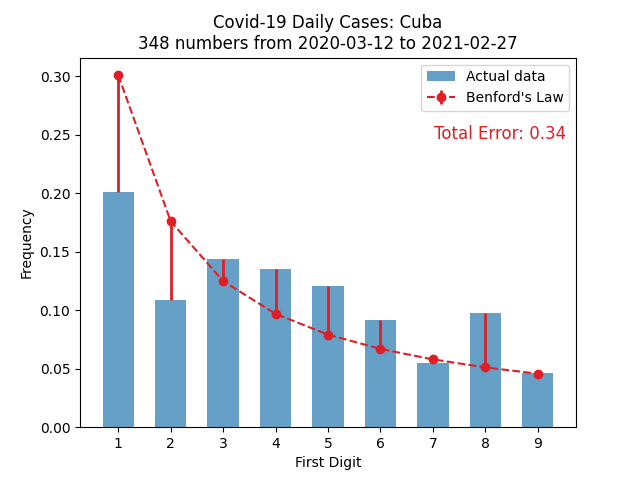 Covid-19 Daily Cases: Cuba
348 numbers from 2020-03-12 to 2021-02-27
Actual data
Benford's Law
Total Error: 0.34
0.30
0.25
0.20
0.15
0.10
0.05
0.00
Frequency
1 2 3 4 5 6 7 8 9
First Digit